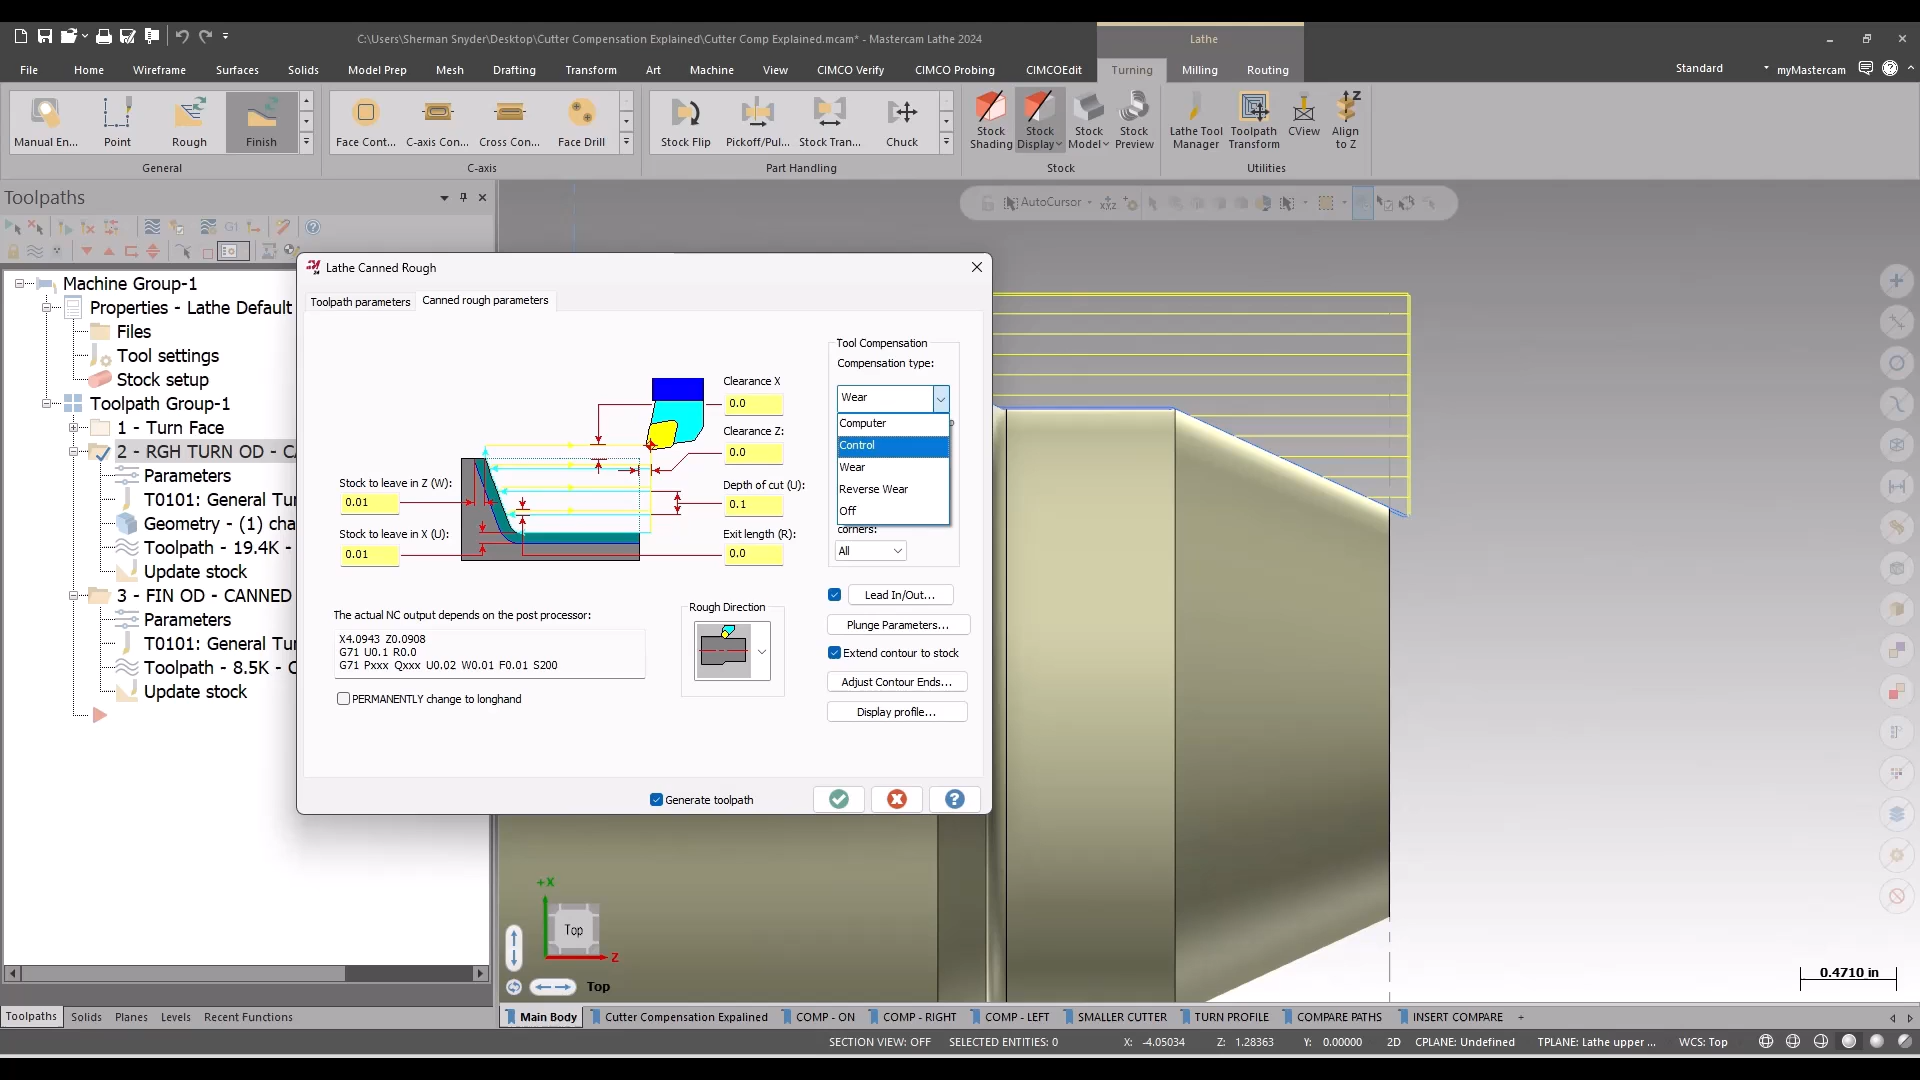 C:\Users\Sherman Snyder\Desktop\Cutter Compensation Explained\Cutter Comp Explained.mcam* - Mastercam Lathe 2024
Lathe
File Home Wireframe Surfaces Solids Model Prep Mesh Drafting Transform Art Machine View CIMCO Verify CIMCO Probing CIMCOEdit Turning Milling Routing
Standard myMastercam
Manual En... Point Rough Finish
Face Cont... C-axis Con... Cross Con... Face Drill
Stock Flip Pickoff/Pul... Stock Tran... Chuck
Stock Shading
Stock Display
Stock Model
Stock Preview
Lathe Tool Manager
Toolpath Transform
CView
Align to Z
General C-axis Part Handling Stock Utilities
Toolpaths
AutoCursor
G1
Machine Group-1
Properties - Lathe Default
Files
Tool settings
Stock setup
Toolpath Group-1
1 - Turn Face
2 - RGH TURN OD - CA
Parameters
T0101: General Tur
Geometry - (1) cha
Toolpath - 19.4K -
Update stock
3 - FIN OD - CANNED
Parameters
T0101: General Tur
Toolpath - 8.5K - C
Update stock
Lathe Canned Rough
Toolpath parameters Canned rough parameters
Stock to leave in Z (W):
0.01
Stock to leave in X (U):
0.01
Clearance X
0.0
Clearance Z:
0.0
Depth of cut (U):
0.1
Exit length (R):
0.0
Tool Compensation
Compensation type:
Wear
Computer
Control
Wear
Reverse Wear
Off
corners:
All
The actual NC output depends on the post processor:
X4.0943 Z0.0908
G71 U0.1 R0.0
G71 Pxxx Qxxx U0.02 W0.01 F0.01 S200
PERMANENTLY change to longhand
Rough Direction
Lead In/Out...
Plunge Parameters...
Extend contour to stock
Adjust Contour Ends...
Display profile...
Generate toolpath
+X
Top
Z
Top
0.4710 in
Toolpaths Solids Planes Levels Recent Functions
Main Body Cutter Compensation Expalined COMP - ON COMP - RIGHT COMP - LEFT SMALLER CUTTER TURN PROFILE COMPARE PATHS INSERT COMPARE +
SECTION VIEW: OFF SELECTED ENTITIES: 0 X: -4.05034 Z: 1.28363 Y: 0.00000 2D CPLANE: Undefined TPLANE: Lathe upper ... WCS: Top